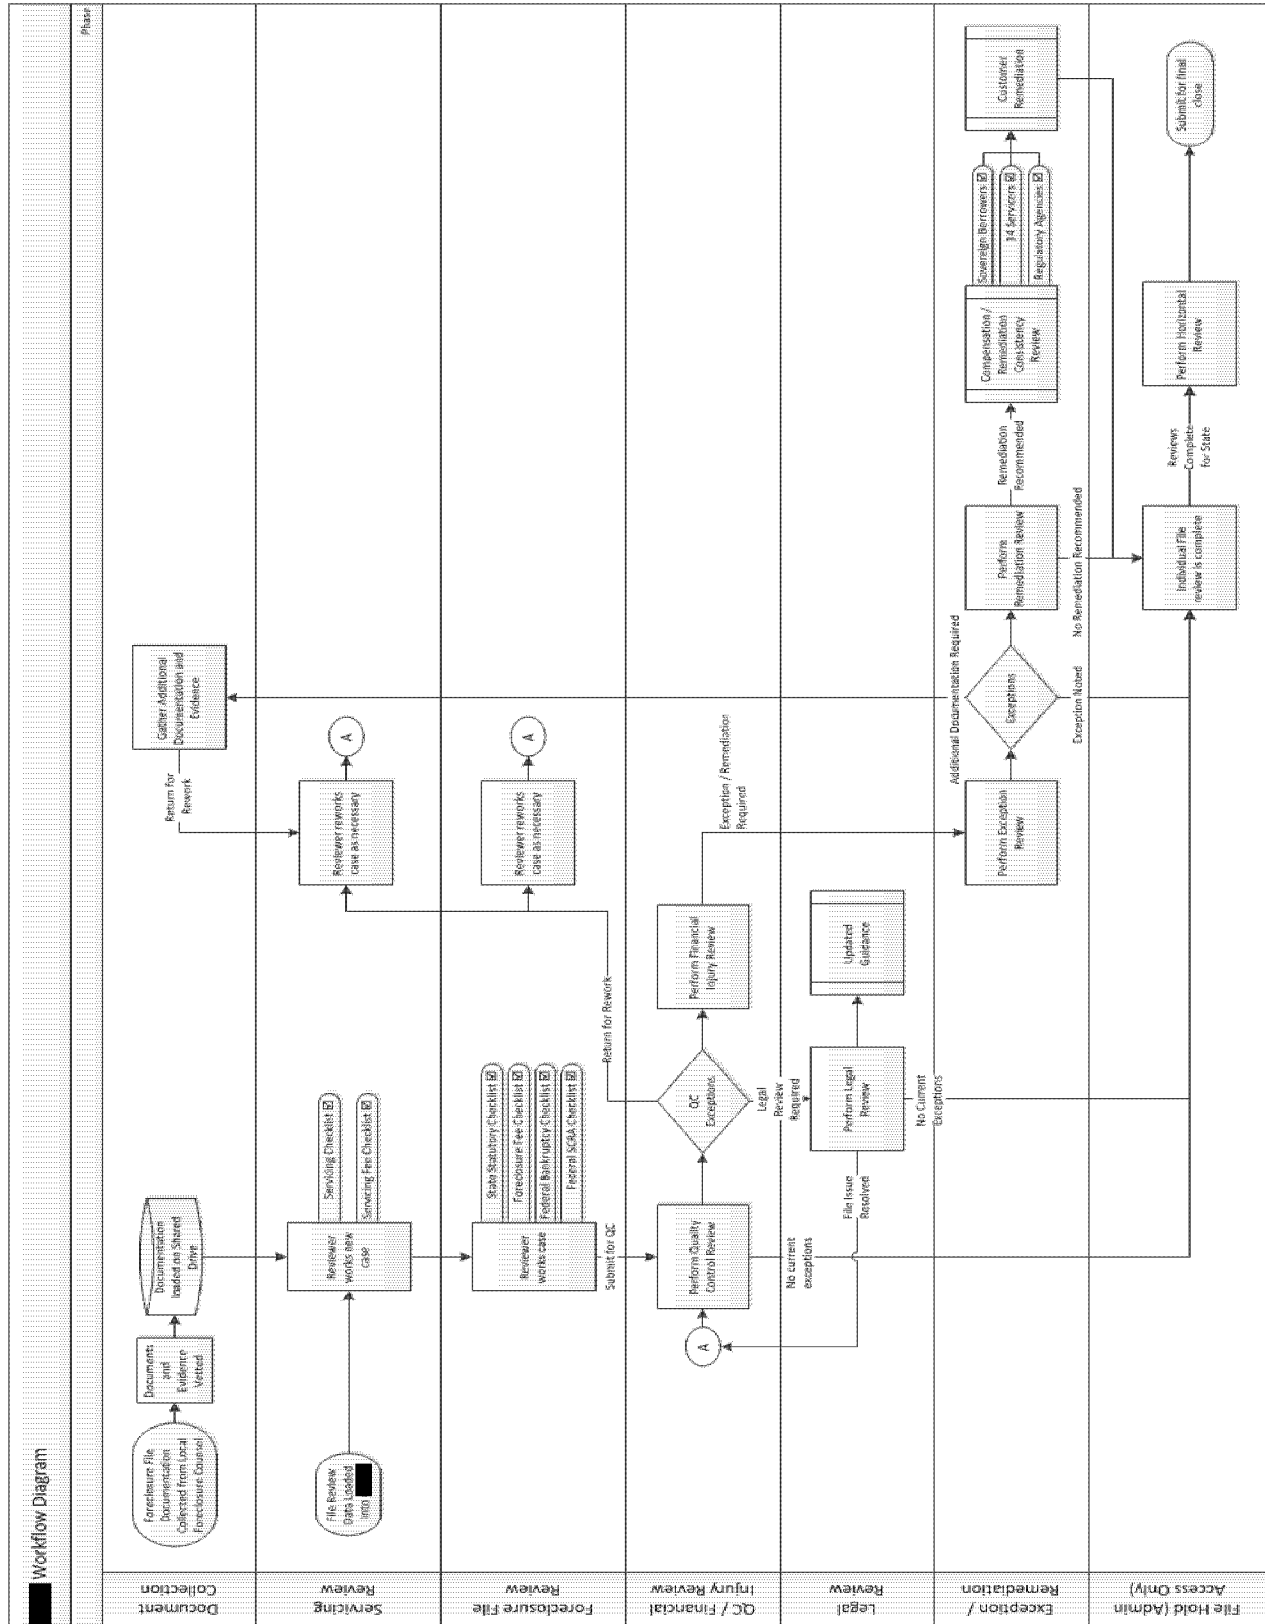 Workflow Diagram
Phase
Document
Collection
Foreclosure File
Documentation
Collected from Local
Foreclosure Counsel
Documents
and
Evidence
Vetted
Documentation
loaded on Shared
Drive
Gather Additional
Documentation and
Evidence
Return for
Rework
Servicing
Review
File Review
Data Loaded
into
Reviewer
works new
case
Servicing Checklist ☑
Servicing Fee Checklist ☑
Reviewer reworks
case as necessary
A
Foreclosure File
Review
Reviewer
works case
State Statutory Checklist ☑
Foreclosure Fee Checklist ☑
Federal Bankruptcy Checklist ☑
Federal SCRA Checklist ☑
Reviewer reworks
case as necessary
A
Submit for QC
Return for Rework
QC / Financial
Injury Review
A
Perform Quality
Control Review
QC
Exceptions
Perform Financial
Injury Review
Exception / Remediation
Required
No current
exceptions
Legal
Review
Required
Legal
Review
File Issue
Resolved
Perform Legal
Review
Updated
Guidance
No Current
Exceptions
Additional Documentation Required
Exception /
Remediation
Perform Exception
Review
Exceptions
Perform
Remediation Review
Remediation
Recommended
Compensation /
Remediation
Consistency
Review
Sovereign Borrowers ☑
14 Servicers ☑
Regulatory Agencies ☑
Customer
Remediation
Exception Noted
No Remediation Recommended
File Hold (Admin
Access Only)
Individual File
review is complete
Reviews
Complete
for State
Perform Horizontal
Review
Submit for final
close